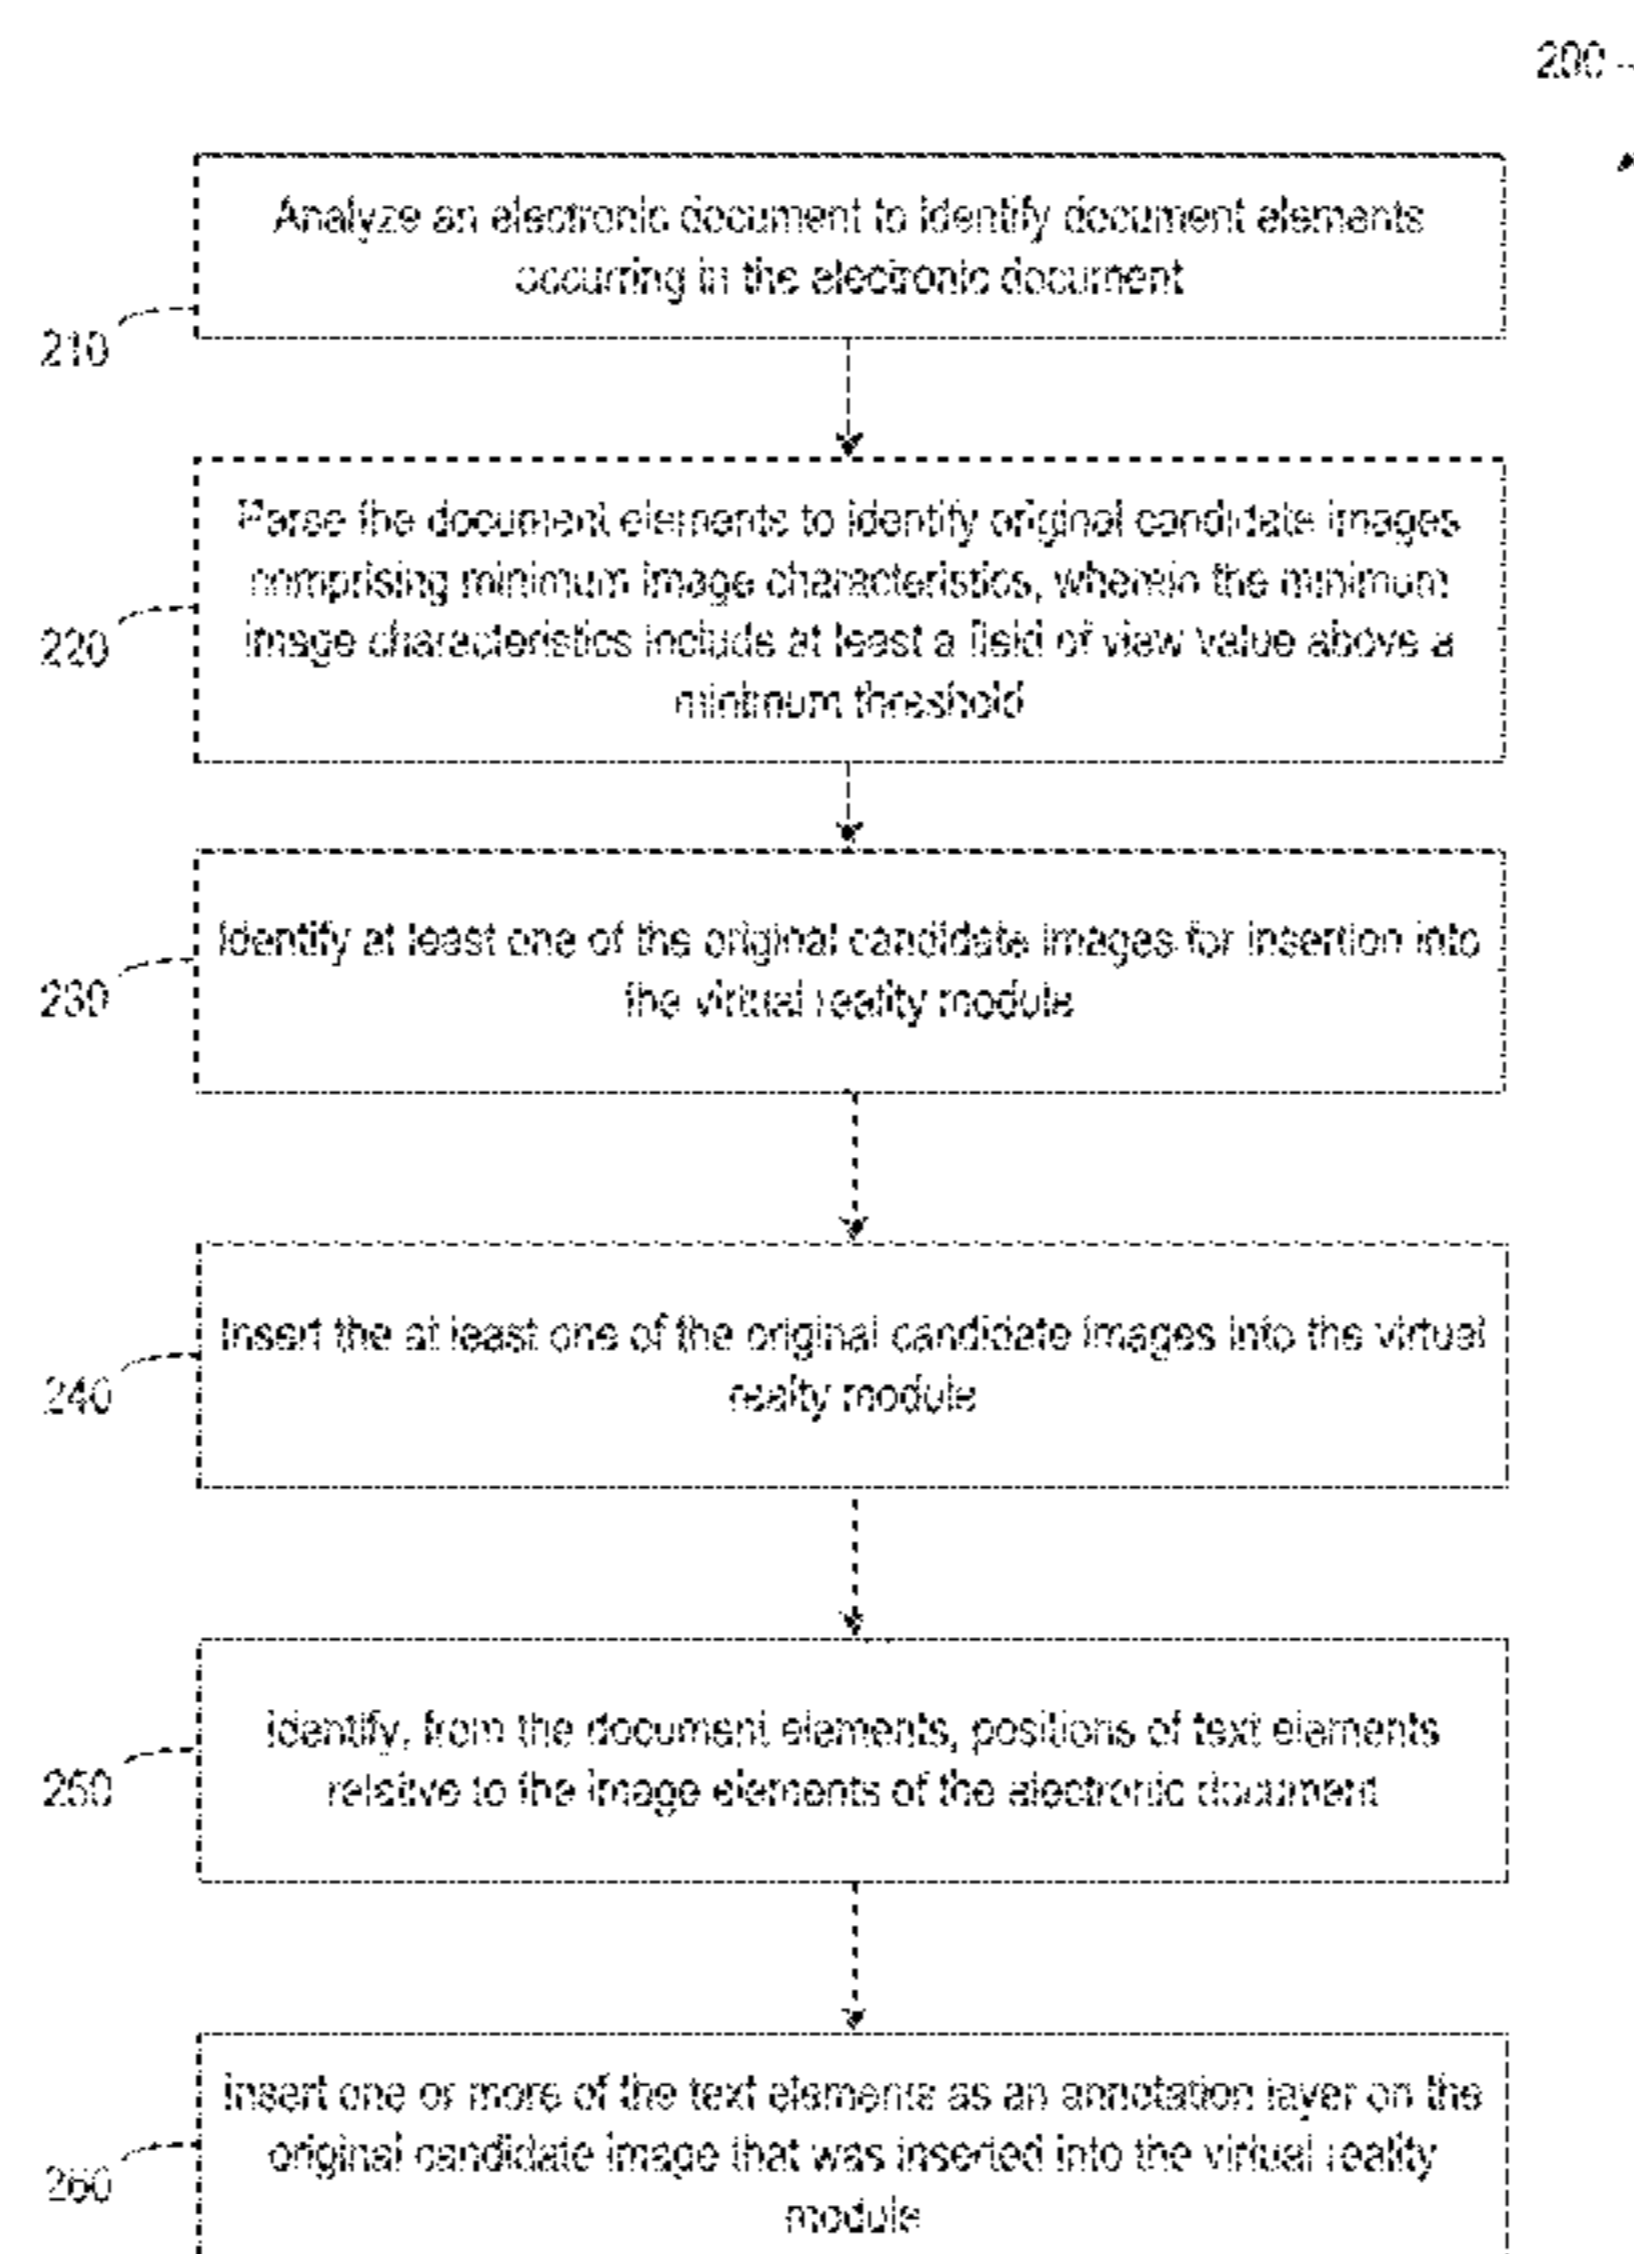 200
Analyze an electronic document to identify document elements
occurring in the electronic document
210
Parse the document elements to identify original candidate images
comprising minimum image characteristics, wherein the minimum
image characteristics include at least a field of view value above a
minimum threshold
220
Identify at least one of the original candidate images for insertion into
the virtual reality module
230
Insert the at least one of the original candidate images into the virtual
realty module
240
Identify, from the document elements, positions of text elements
relative to the image elements of the electronic document
250
Insert one or more of the text elements as an annotation layer on the
original candidate image that was inserted into the virtual reality
module
260